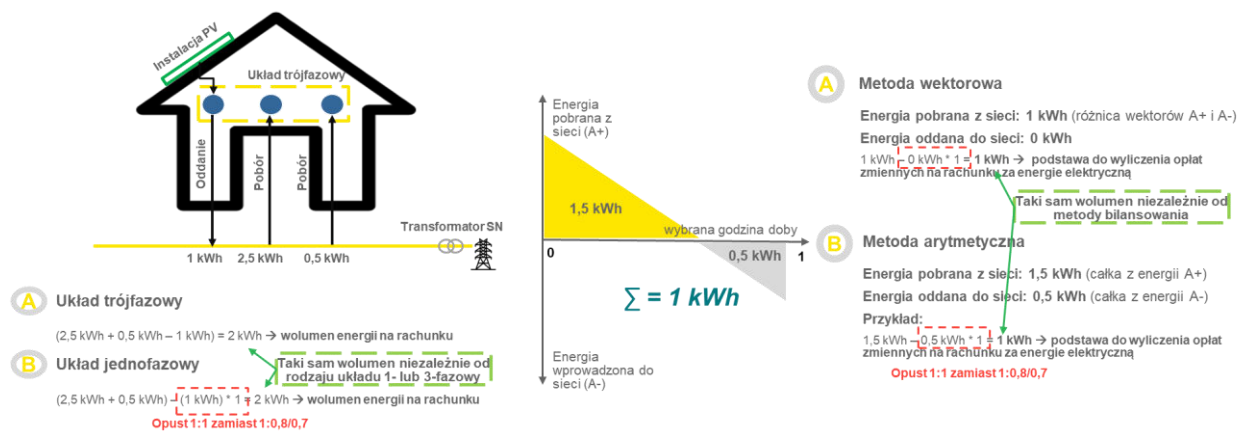 Instalacja PV
Układ trójfazowy
Oddanie
Pobór
Pobór
Transformator SN
1 kWh
2,5 kWh
0,5 kWh
A
Układ trójfazowy
(2,5 kWh + 0,5 kWh – 1 kWh) = 2 kWh → wolumen energii na rachunku
B
Układ jednofazowy
Taki sam wolumen niezależnie od
rodzaju układu 1- lub 3-fazowy
(2,5 kWh + 0,5 kWh) – (1 kWh) * 1 = 2 kWh → wolumen energii na rachunku
Opust 1:1 zamiast 1:0,8/0,7
Energia
pobrana z
sieci (A+)
1,5 kWh
wybrana godzina doby
0
0,5 kWh
1
∑ = 1 kWh
Energia
wprowadzona do
sieci (A-)
A
Metoda wektorowa
Energia pobrana z sieci: 1 kWh (różnica wektorów A+ i A-)
Energia oddana do sieci: 0 kWh
1 kWh – 0 kWh * 1 = 1 kWh → podstawa do wyliczenia opłat
zmiennych na rachunku za energie elektryczną
Taki sam wolumen niezależnie od
metody bilansowania
B
Metoda arytmetyczna
Energia pobrana z sieci: 1,5 kWh (całka z energii A+)
Energia oddana do sieci: 0,5 kWh (całka z energii A-)
Przykład:
1,5 kWh – 0,5 kWh * 1 = 1 kWh → podstawa do wyliczenia opłat
zmiennych na rachunku za energie elektryczną
Opust 1:1 zamiast 1:0,8/0,7